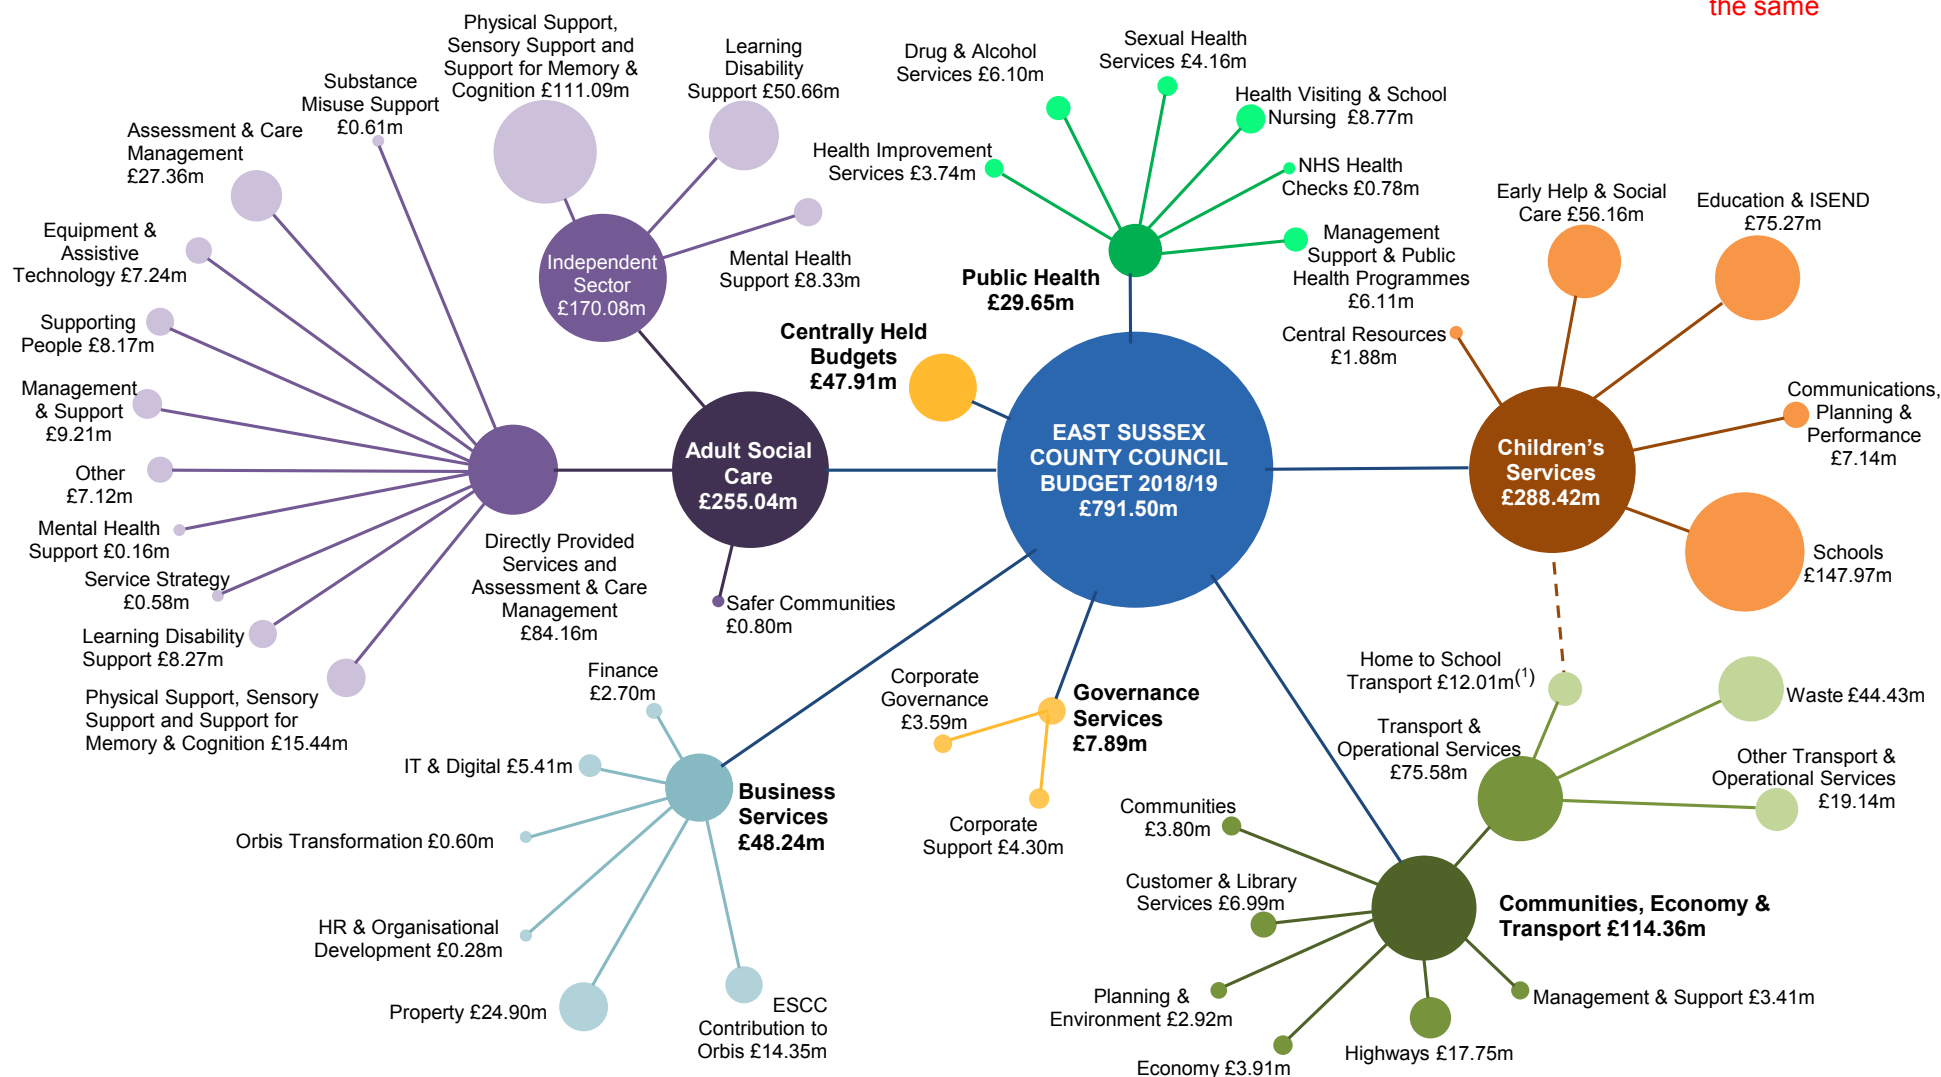 the same
Physical Support,
Sensory Support and
Support for Memory &
Cognition £111.09m
Learning
Disability
Support £50.66m
Substance
Misuse Support
£0.61m
Assessment & Care
Management
£27.36m
Equipment &
Assistive
Technology £7.24m
Supporting
People £8.17m
Management
& Support
£9.21m
Other
£7.12m
Mental Health
Support £0.16m
Service Strategy
£0.58m
Learning Disability
Support £8.27m
Physical Support, Sensory
Support and Support for
Memory & Cognition £15.44m
Independent
Sector
£170.08m
Mental Health
Support £8.33m
Directly Provided
Services and
Assessment & Care
Management
£84.16m
Adult Social
Care
£255.04m
Safer Communities
£0.80m
Drug & Alcohol
Services £6.10m
Sexual Health
Services £4.16m
Health Visiting & School
Nursing £8.77m
Health Improvement
Services £3.74m
NHS Health
Checks £0.78m
Management
Support & Public
Health Programmes
£6.11m
Public Health
£29.65m
Centrally Held
Budgets
£47.91m
EAST SUSSEX
COUNTY COUNCIL
BUDGET 2018/19
£791.50m
Early Help & Social
Care £56.16m
Education & ISEND
£75.27m
Central Resources
£1.88m
Communications,
Planning &
Performance
£7.14m
Children’s
Services
£288.42m
Schools
£147.97m
Home to School
Transport £12.01m(1)
Waste £44.43m
Transport &
Operational Services
£75.58m
Other Transport &
Operational Services
£19.14m
Finance
£2.70m
IT & Digital £5.41m
Orbis Transformation £0.60m
HR & Organisational
Development £0.28m
Property £24.90m
ESCC
Contribution to
Orbis £14.35m
Business
Services
£48.24m
Corporate
Governance
£3.59m
Governance
Services
£7.89m
Corporate
Support £4.30m
Communities
£3.80m
Customer & Library
Services £6.99m
Planning &
Environment £2.92m
Economy £3.91m
Highways £17.75m
Management & Support £3.41m
Communities, Economy &
Transport £114.36m